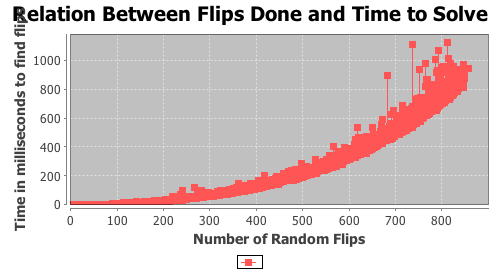 Relation Between Flips Done and Time to Solve
Time in milliseconds to find flips
1000
800
600
400
200
0
0 100 200 300 400 500 600 700 800
Number of Random Flips